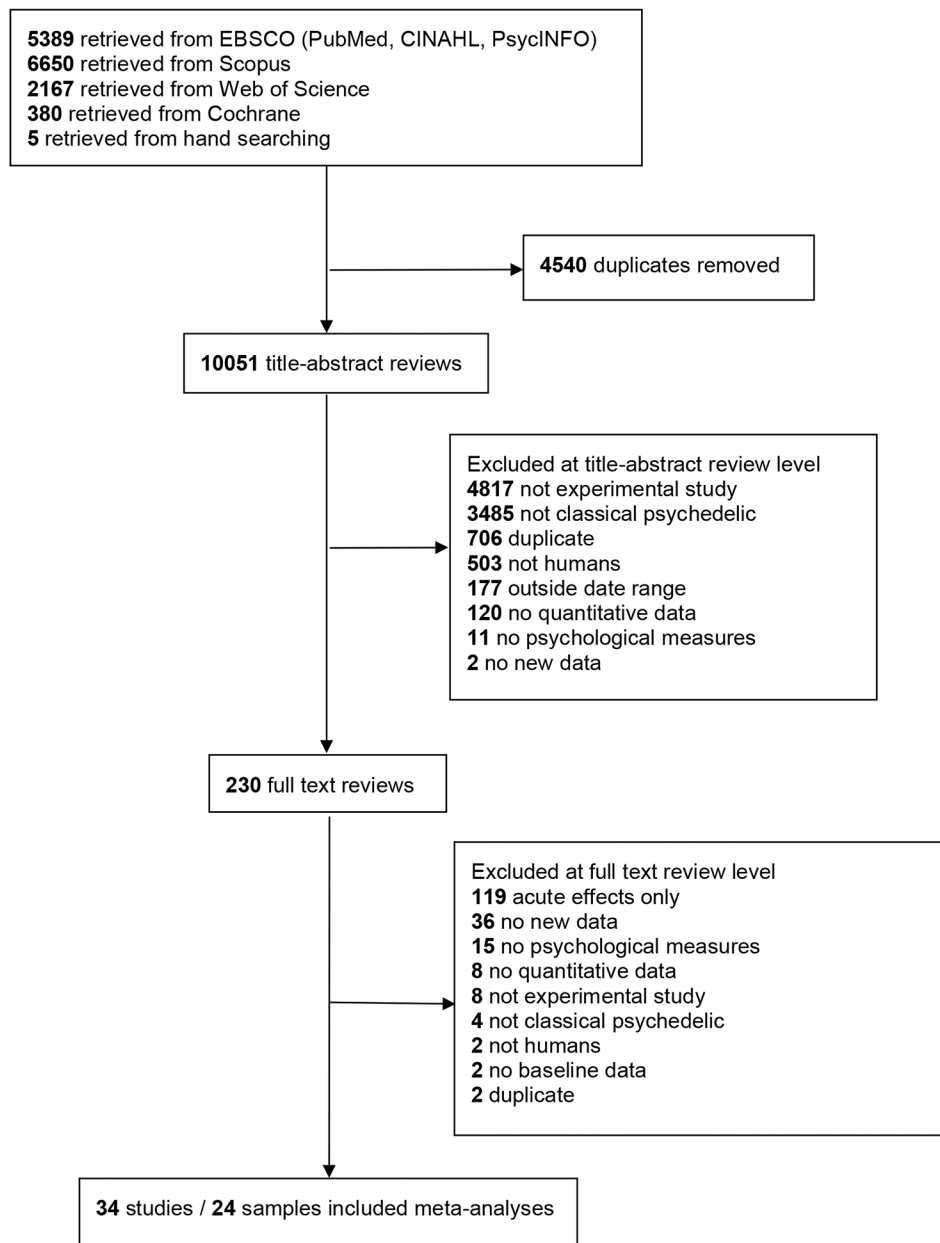 5389 retrieved from EBSCO (PubMed, CINAHL, PsycINFO)
6650 retrieved from Scopus
2167 retrieved from Web of Science
380 retrieved from Cochrane
5 retrieved from hand searching
4540 duplicates removed
10051 title-abstract reviews
Excluded at title-abstract review level
4817 not experimental study
3485 not classical psychedelic
706 duplicate
503 not humans
177 outside date range
120 no quantitative data
11 no psychological measures
2 no new data
230 full text reviews
Excluded at full text review level
119 acute effects only
36 no new data
15 no psychological measures
8 no quantitative data
8 not experimental study
4 not classical psychedelic
2 not humans
2 no baseline data
2 duplicate
34 studies / 24 samples included meta-analyses